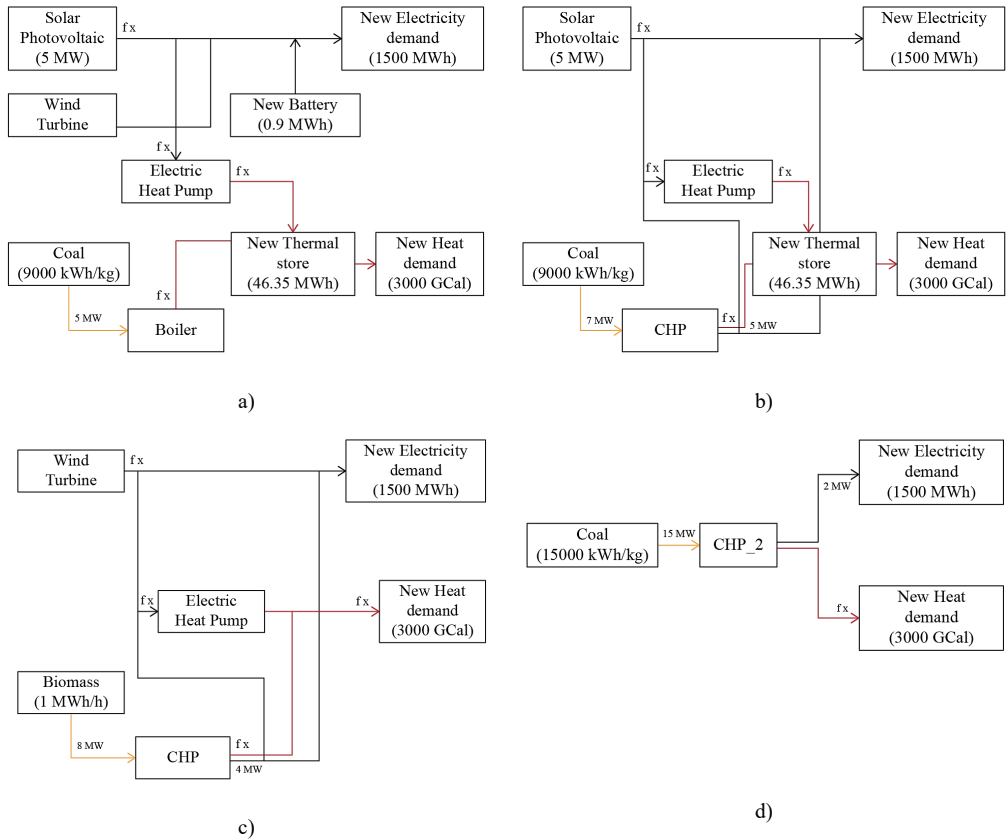 Solar
Photovoltaic
(5 MW)
f x
New Electricity
demand
(1500 MWh)
Wind
Turbine
New Battery
(0.9 MWh)
f x
Electric
Heat Pump
f x
Coal
(9000 kWh/kg)
New Thermal
store
(46.35 MWh)
New Heat
demand
(3000 GCal)
f x
5 MW
Boiler
a)
Solar
Photovoltaic
(5 MW)
f x
New Electricity
demand
(1500 MWh)
f x
Electric
Heat Pump
f x
Coal
(9000 kWh/kg)
New Thermal
store
(46.35 MWh)
New Heat
demand
(3000 GCal)
7 MW
CHP
f x
5 MW
b)
Wind
Turbine
f x
New Electricity
demand
(1500 MWh)
f x
Electric
Heat Pump
f x
New Heat
demand
(3000 GCal)
Biomass
(1 MWh/h)
8 MW
CHP
f x
4 MW
c)
New Electricity
demand
(1500 MWh)
2 MW
Coal
(15000 kWh/kg)
15 MW
CHP_2
f x
New Heat
demand
(3000 GCal)
d)